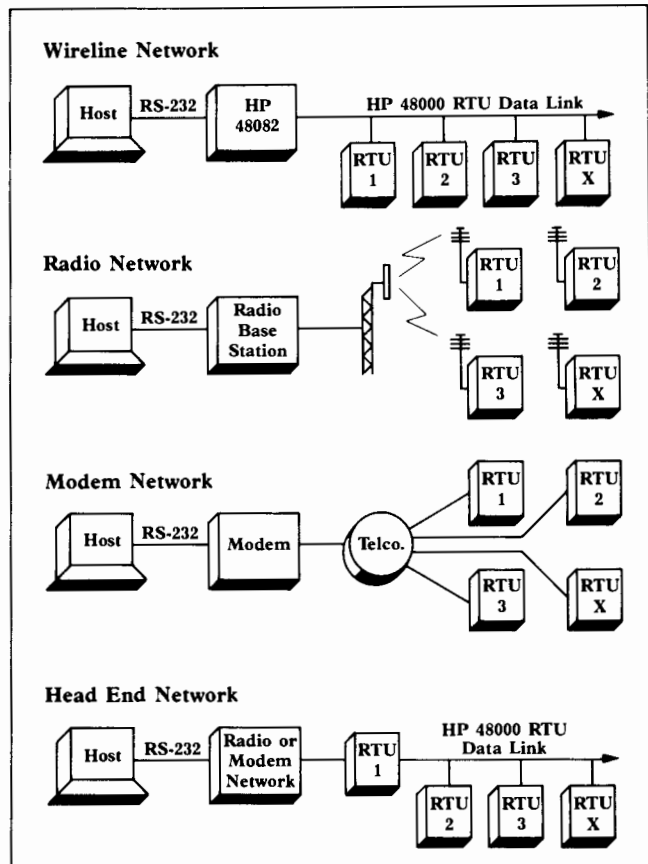 Wireline Network
Host
RS-232
HP
48082
HP 48000 RTU Data Link
RTU
1
RTU
2
RTU
3
RTU
X
Radio Network
Host
RS-232
Radio
Base
Station
RTU
1
RTU
2
RTU
3
RTU
X
Modem Network
Host
RS-232
Modem
Telco.
RTU
1
RTU
2
RTU
3
RTU
X
Head End Network
Host
RS-232
Radio or
Modem
Network
RTU
1
HP 48000 RTU
Data Link
RTU
2
RTU
3
RTU
X